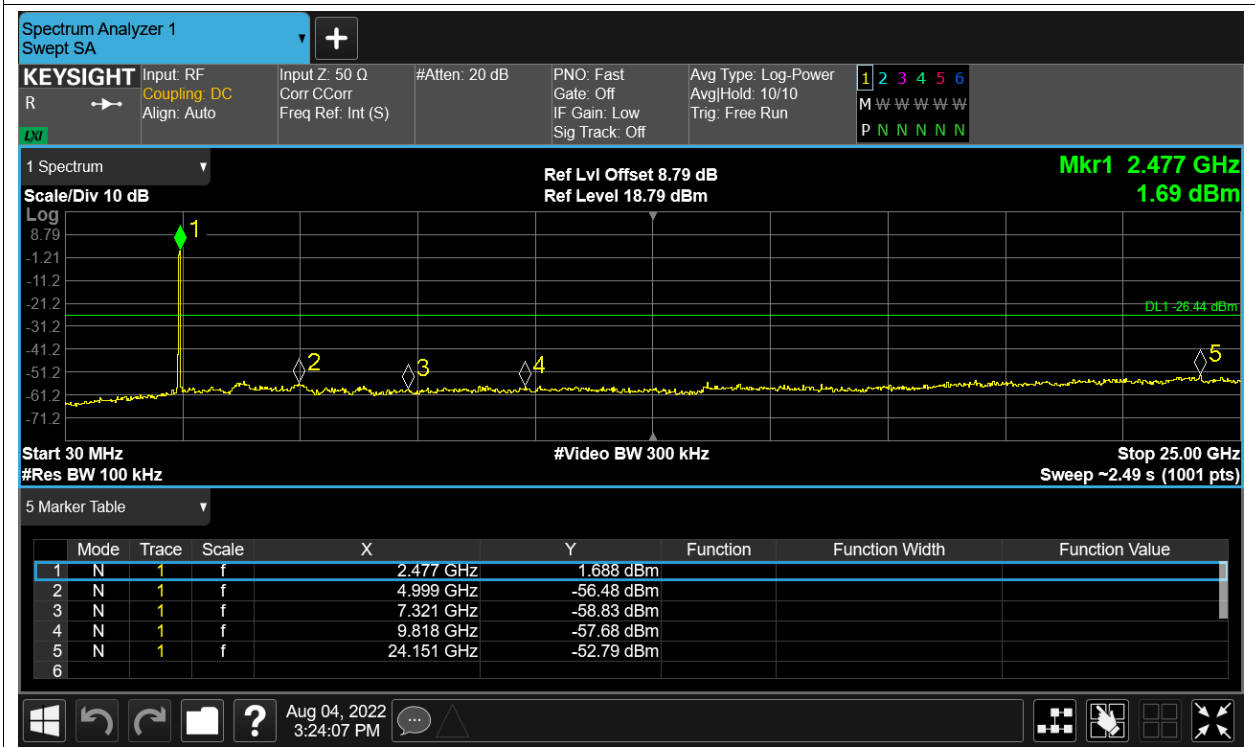 Spectrum Analyzer 1
Swept SA
KEYSIGHT Input: RF Input Z: 50 Ω #Atten: 20 dB PNO: Fast Avg Type: Log-Power 1 2 3 4 5 6
R Coupling: DC Corr CCorr Gate: Off Avg|Hold: 10/10 M W W W W W
Align: Auto Freq Ref: Int (S) IF Gain: Low Trig: Free Run
LXI Sig Track: Off P N N N N N
1 Spectrum Ref Lvl Offset 8.79 dB Mkr1 2.477 GHz
Scale/Div 10 dB Ref Level 18.79 dBm 1.69 dBm
Log
1
8.79
-1.21
-11.2
-21.2
DL1 -26.44 dBm
-31.2
-41.2
2 3 4 5
-51.2
-61.2
-71.2
Start 30 MHz #Video BW 300 kHz Stop 25.00 GHz
#Res BW 100 kHz Sweep ~2.49 s (1001 pts)
5 Marker Table
Mode Trace Scale X Y Function Function Width Function Value
1 N 1 f 2.477 GHz 1.688 dBm
2 N 1 f 4.999 GHz -56.48 dBm
3 N 1 f 7.321 GHz -58.83 dBm
4 N 1 f 9.818 GHz -57.68 dBm
5 N 1 f 24.151 GHz -52.79 dBm
6
? Aug 04, 2022
3:24:07 PM